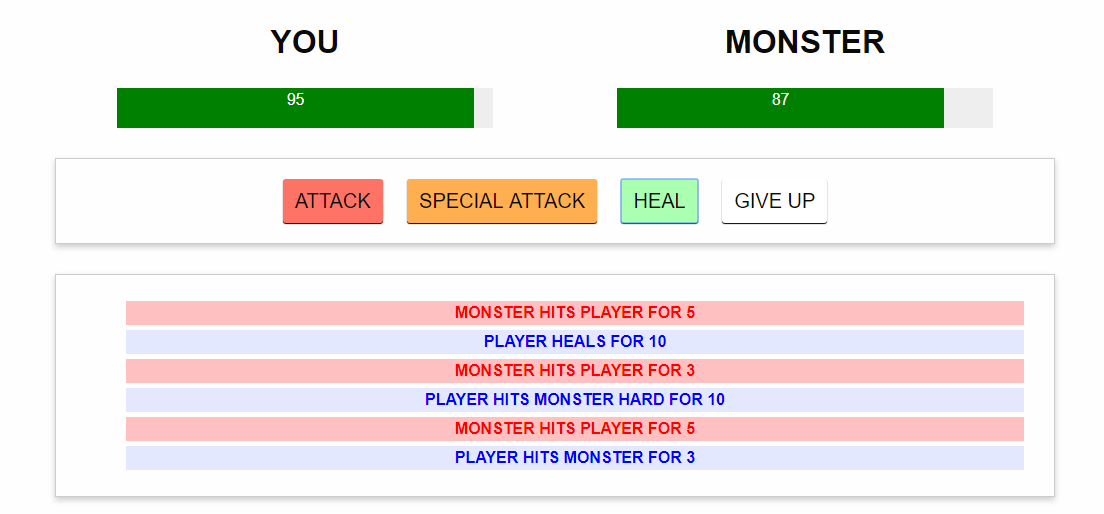 YOU
MONSTER
95
87
ATTACK
SPECIAL ATTACK
HEAL
GIVE UP
MONSTER HITS PLAYER FOR 5
PLAYER HEALS FOR 10
MONSTER HITS PLAYER FOR 3
PLAYER HITS MONSTER HARD FOR 10
MONSTER HITS PLAYER FOR 5
PLAYER HITS MONSTER FOR 3